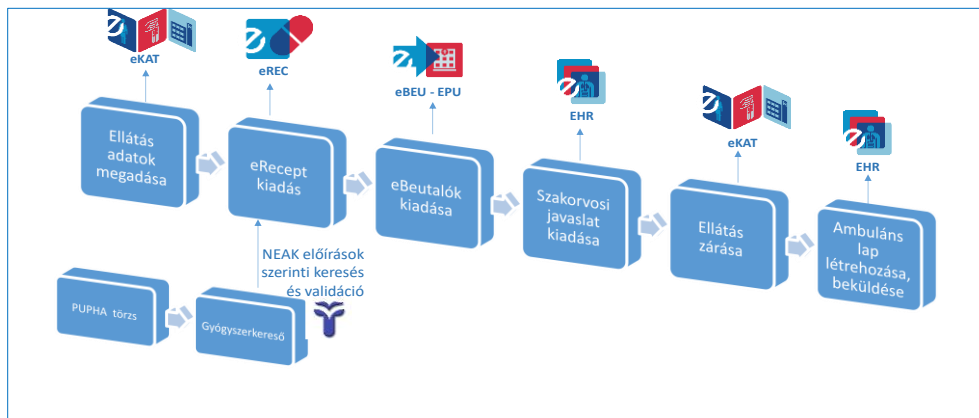 eKAT
Ellátás
adatok
megadása
eREC
eRecept
kiadás
eBEU - EPU
eBeutalók
kiadása
EHR
Szakorvosi
javaslat
kiadása
eKAT
Ellátás
zárása
EHR
Ambuláns
lap
létrehozása,
beküldése
NEAK előírások
szerinti keresés
és validáció
PUPHA törzs
Gyógyszerkereső